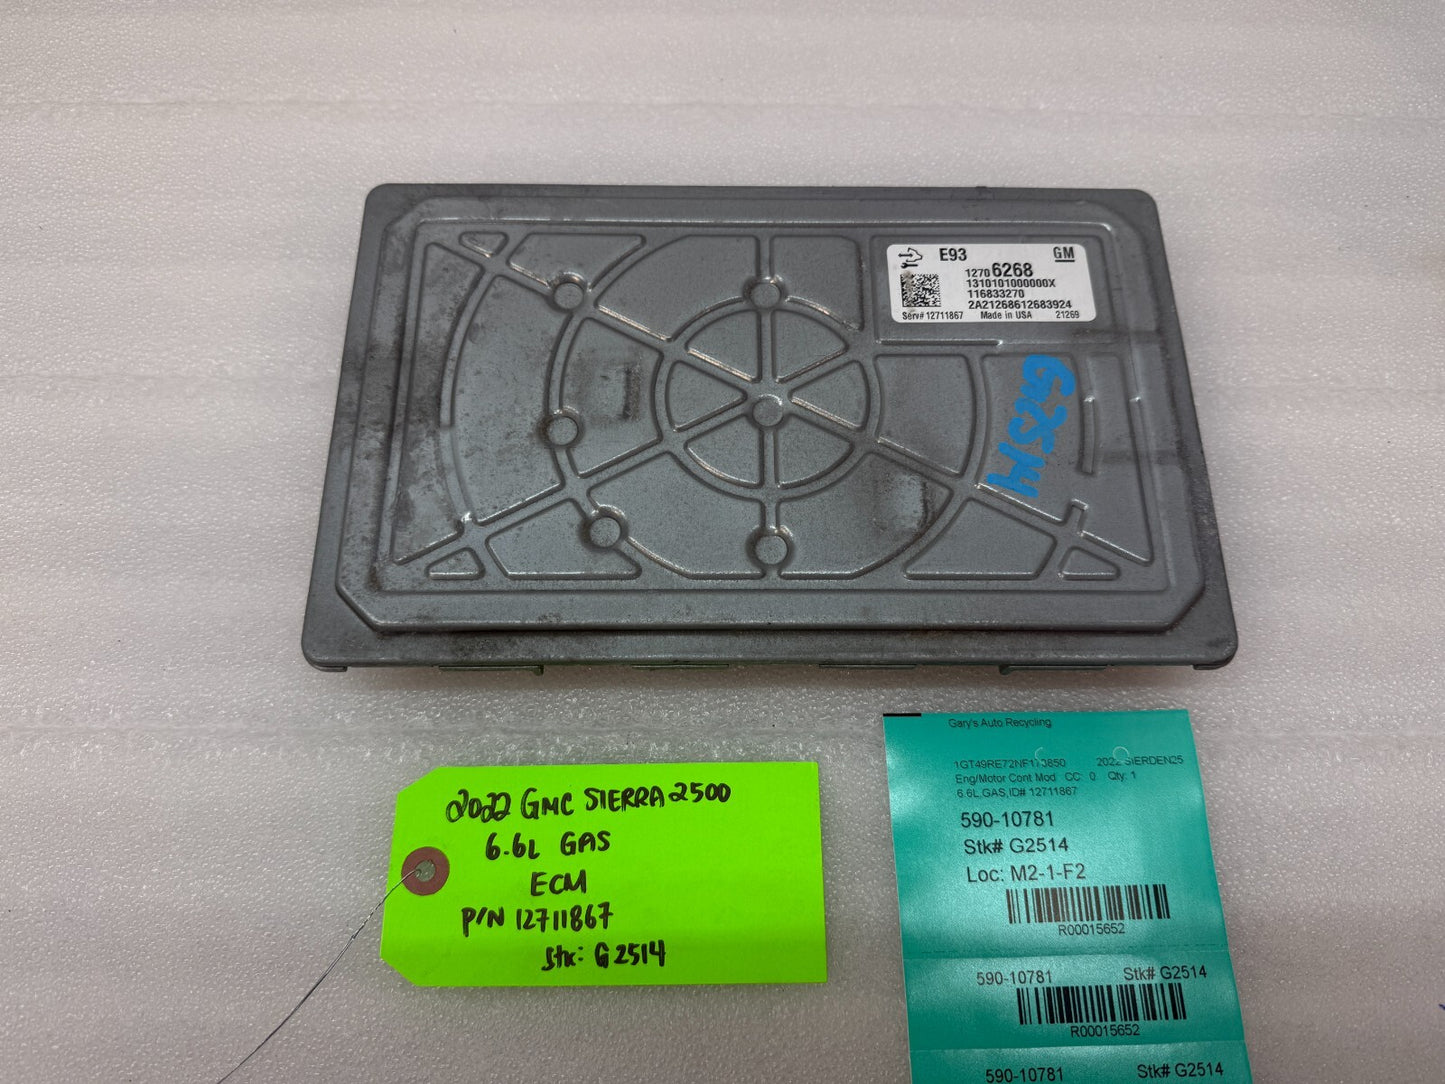 E93 GM
1270 6268
1310101000000X
116833270
2A21268612683924
Serv# 12711867 Made in USA 21269
G2514
2022 GMC SIERRA 2500
6.6L GAS
ECM
P/N 12711867
Stk: G2514
Gary's Auto Recycling
2022 SIERDEN25
Eng/Motor Cont Mod CC: 0 Qty: 1
6.6L,GAS,ID# 12711867
590-10781
Stk# G2514
Loc: M2-1-F2
R00015652
590-10781 Stk# G2514
R00015652
590-10781 Stk# G2514